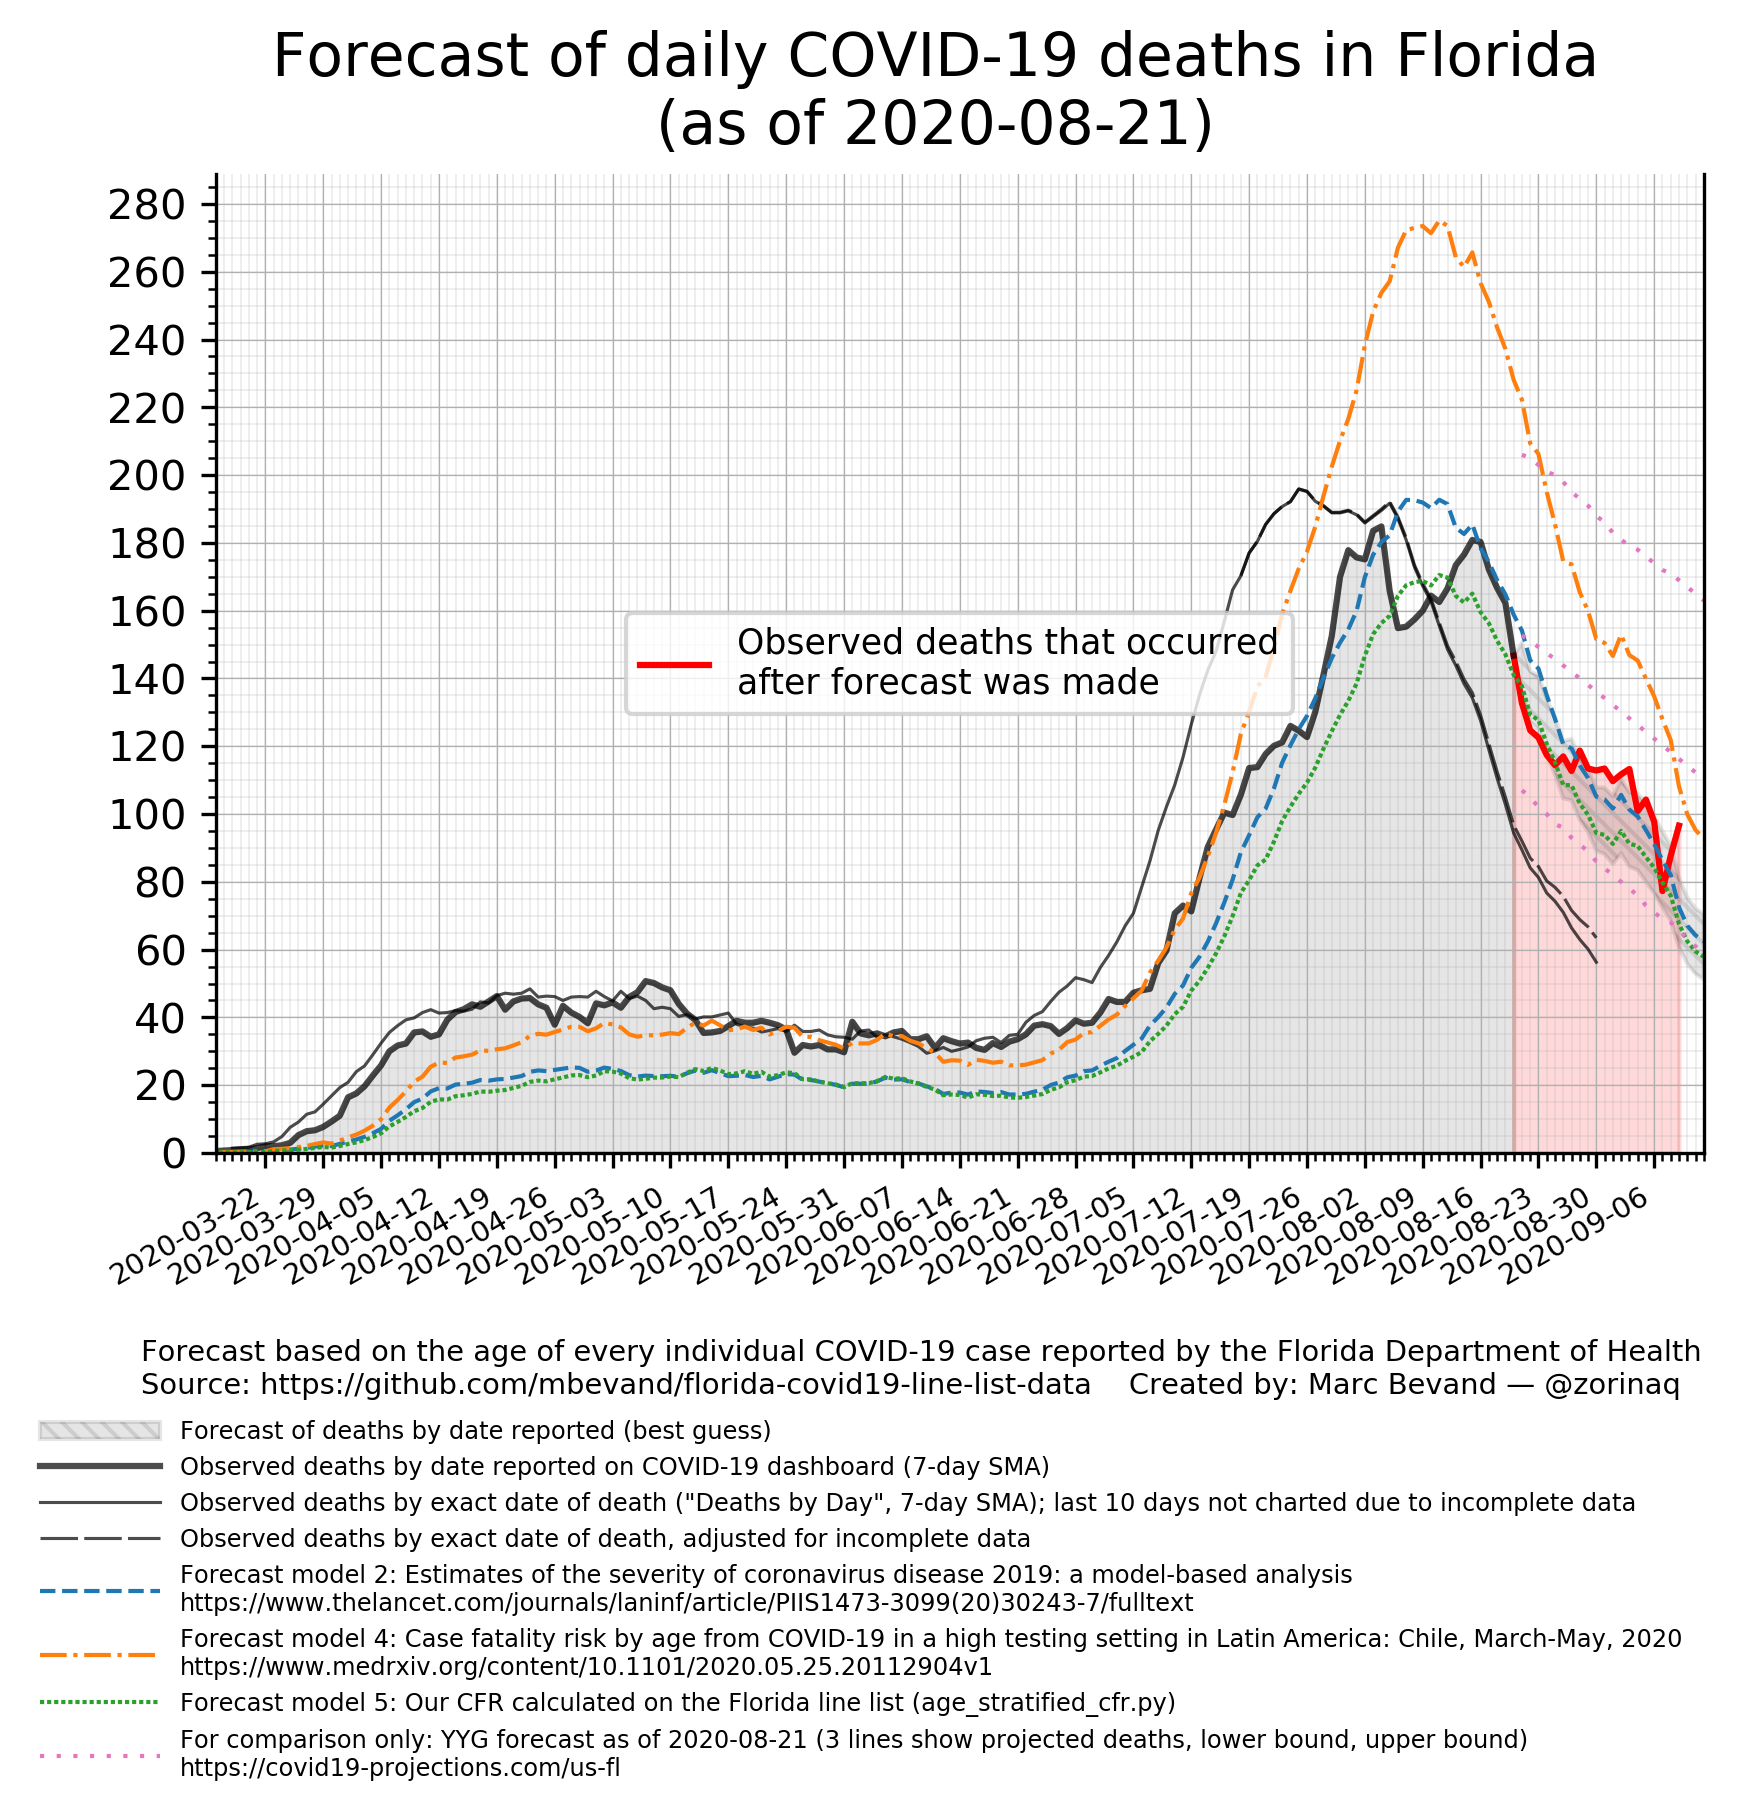 Forecast of daily COVID-19 deaths in Florida
(as of 2020-08-21)
280
260
240
220
200
180
160
140
120
100
80
60
40
20
0
Observed deaths that occurred
after forecast was made
2020-03-22
2020-03-29
2020-04-05
2020-04-12
2020-04-19
2020-04-26
2020-05-03
2020-05-10
2020-05-17
2020-05-24
2020-05-31
2020-06-07
2020-06-14
2020-06-21
2020-06-28
2020-07-05
2020-07-12
2020-07-19
2020-07-26
2020-08-02
2020-08-09
2020-08-16
2020-08-23
2020-08-30
2020-09-06
Forecast based on the age of every individual COVID-19 case reported by the Florida Department of Health
Source: https://github.com/mbevand/florida-covid19-line-list-data    Created by: Marc Bevand — @zorinaq
Forecast of deaths by date reported (best guess)
Observed deaths by date reported on COVID-19 dashboard (7-day SMA)
Observed deaths by exact date of death ("Deaths by Day", 7-day SMA); last 10 days not charted due to incomplete data
Observed deaths by exact date of death, adjusted for incomplete data
Forecast model 2: Estimates of the severity of coronavirus disease 2019: a model-based analysis
https://www.thelancet.com/journals/laninf/article/PIIS1473-3099(20)30243-7/fulltext
Forecast model 4: Case fatality risk by age from COVID-19 in a high testing setting in Latin America: Chile, March-May, 2020
https://www.medrxiv.org/content/10.1101/2020.05.25.20112904v1
Forecast model 5: Our CFR calculated on the Florida line list (age_stratified_cfr.py)
For comparison only: YYG forecast as of 2020-08-21 (3 lines show projected deaths, lower bound, upper bound)
https://covid19-projections.com/us-fl